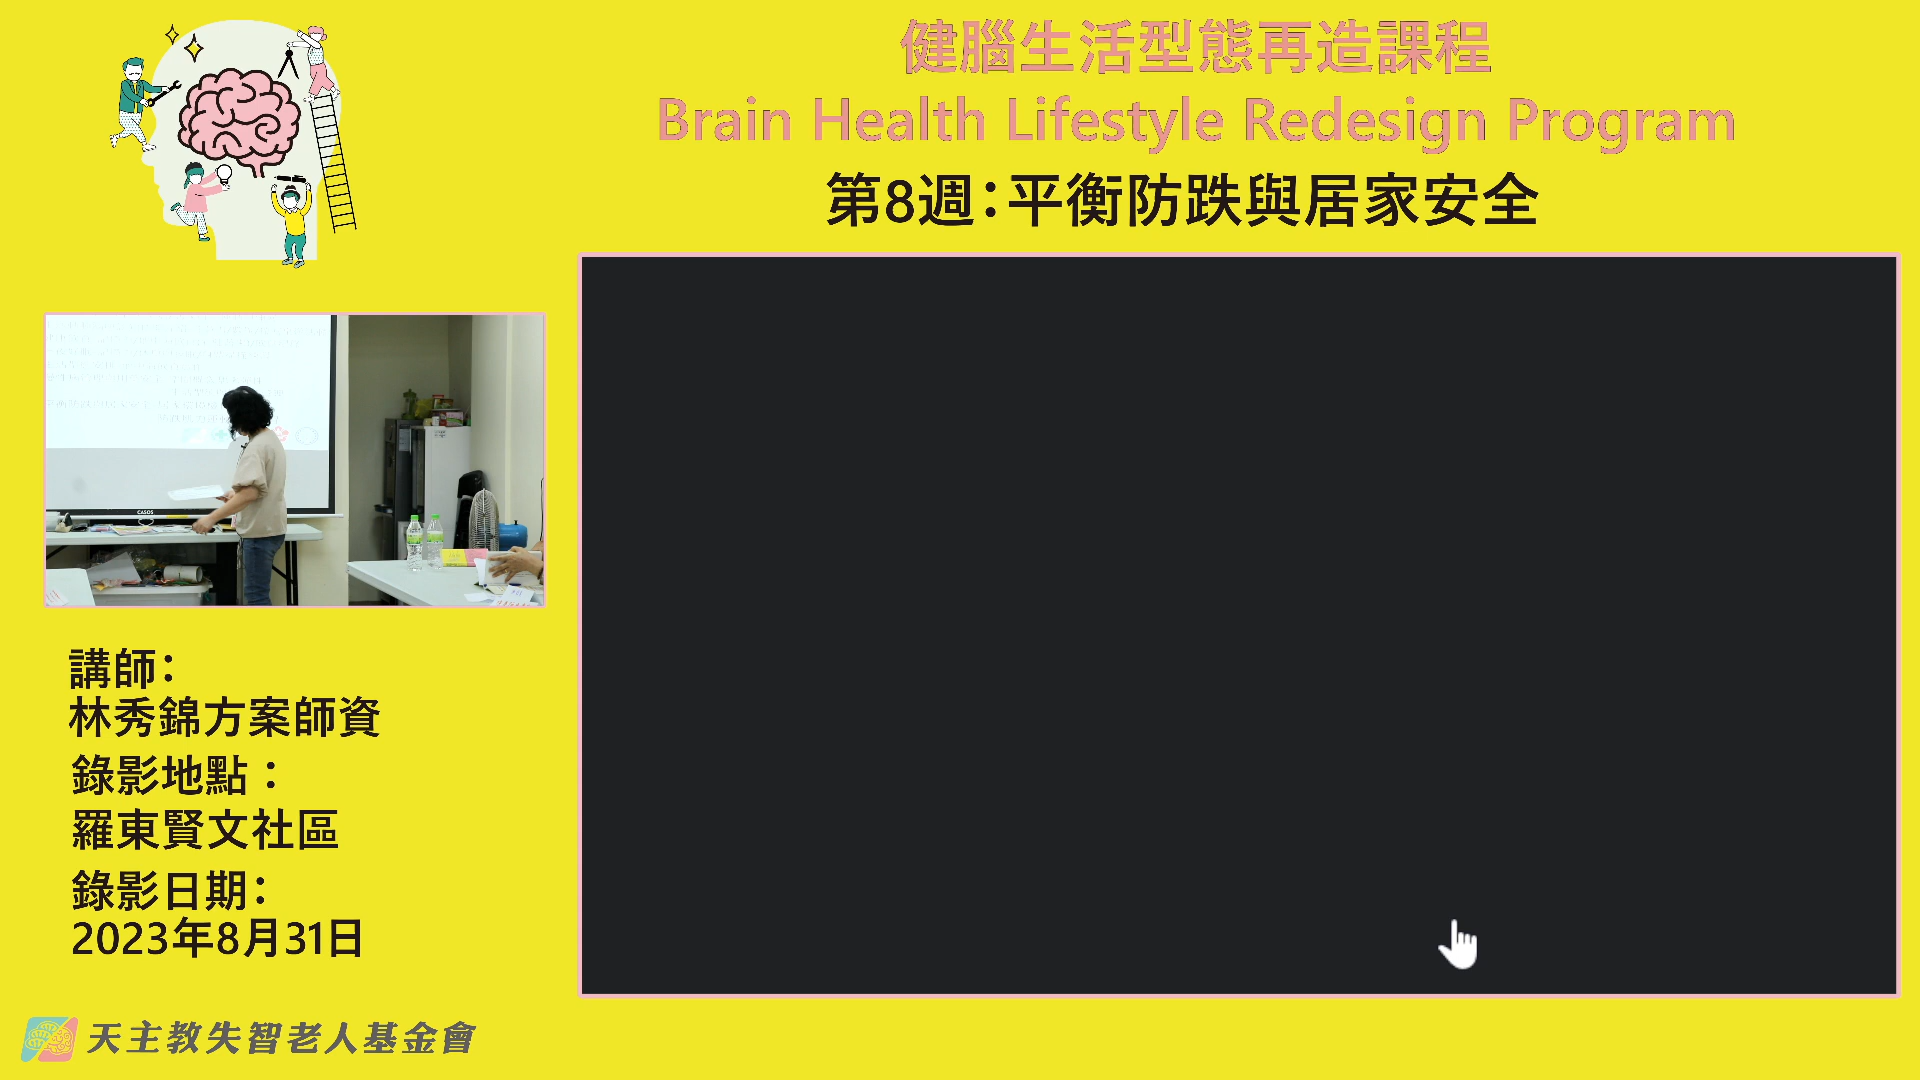 健腦生活型態再造課程
Brain Health Lifestyle Redesign Program
第8週：平衡防跌與居家安全
CASOS
講師：
林秀錦方案師資
錄影地點：
羅東賢文社區
錄影日期：
2023年8月31日
天主教失智老人基金會